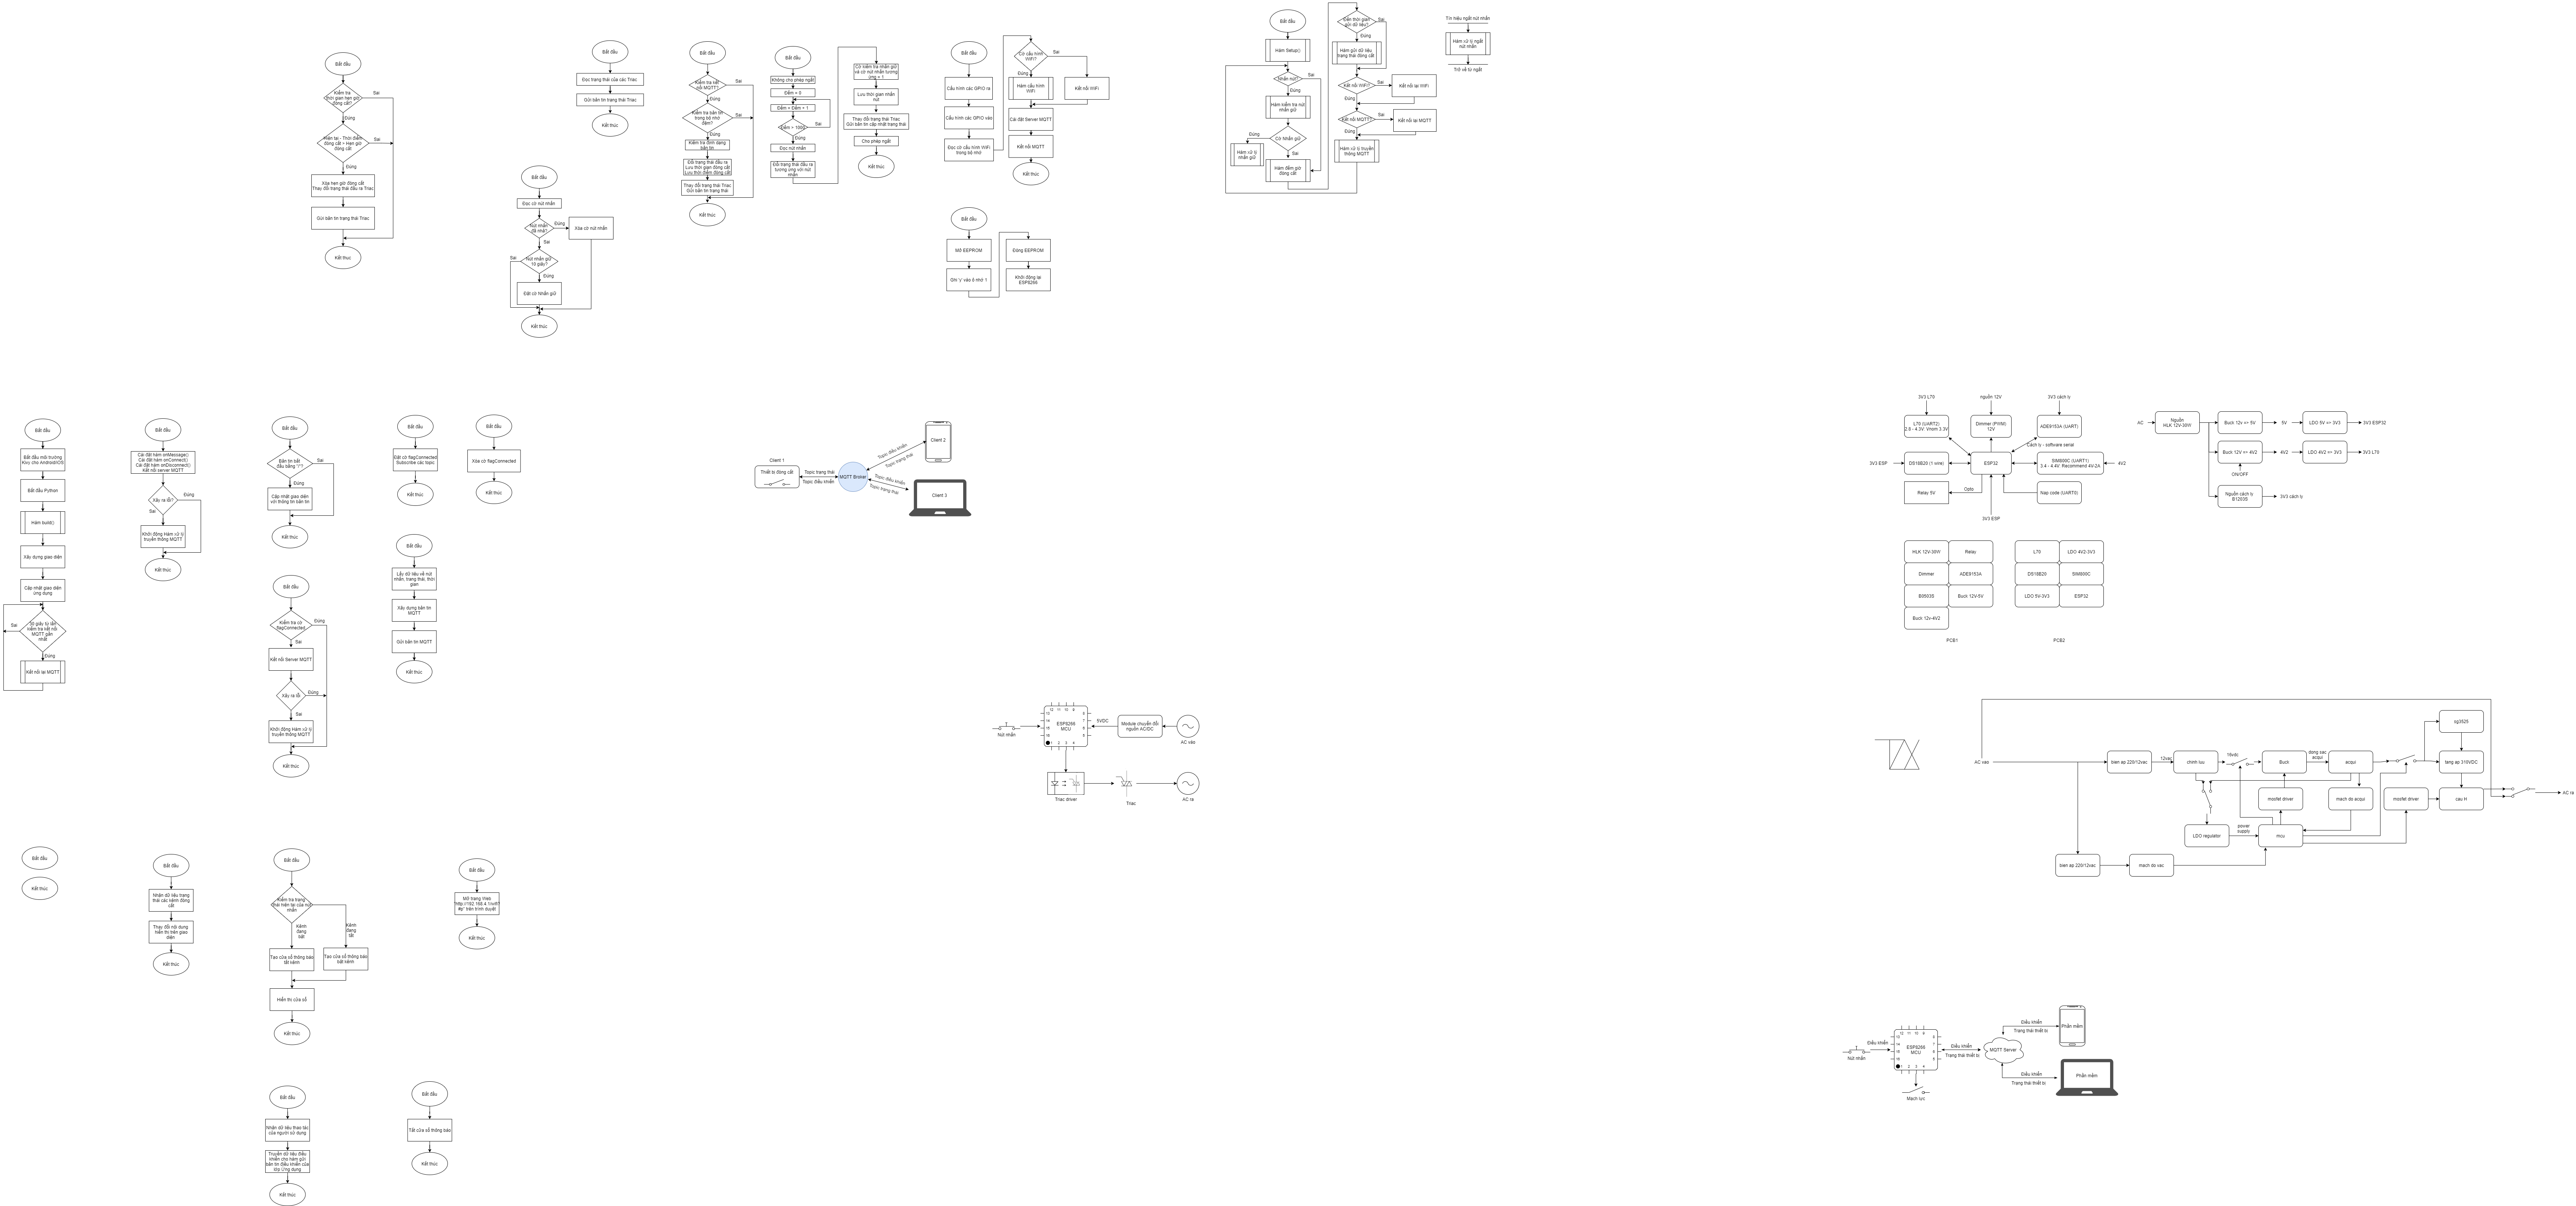 Bắt đầu
Kiểm tra
thời gian hẹn giờ
đóng cắt?
Sai
Đúng
Hiện tại - Thời điểm
đóng cắt > Hạn giờ
đóng cắt
Sai
Đúng
Xóa hẹn giờ đóng cắt
Thay đổi trạng thái đầu ra Triac
Gửi bản tin trạng thái Triac
Kết thúc
Bắt đầu
Đọc cờ nút nhấn
Nút nhấn
đã nhả?
Đúng
Xóa cờ nút nhấn
Sai
Nút nhấn giữ
10 giây?
Sai
Đúng
Đặt cờ Nhấn giữ
Kết thúc
Bắt đầu
Đọc trạng thái của các Triac
Gửi bản tin trạng thái Triac
Kết thúc
Bắt đầu
Kiểm tra kết
nối MQTT?
Sai
Đúng
Kiểm tra bản tin
trong bộ nhớ
đệm?
Sai
Đúng
Kiểm tra định dạng
bản tin
Đổi trạng thái đầu ra
Lưu thời gian đóng cắt
Lưu thời điểm đóng cắt
Thay đổi trạng thái Triac
Gửi bản tin trạng thái
Kết thúc
Bắt đầu
Không cho phép ngắt
Đếm = 0
Đếm = Đếm + 1
Đếm > 1000
Sai
Đúng
Đọc nút nhấn
Đổi trạng thái đầu ra
tương ứng với nút
nhấn
Cờ kiểm tra nhấn giữ
và cờ nút nhấn tương
ứng = 1
Lưu thời gian nhấn
nút
Thay đổi trạng thái Triac
Gửi bản tin cập nhật trạng thái
Cho phép ngắt
Kết thúc
Bắt đầu
Cấu hình các GPIO ra
Cấu hình các GPIO vào
Đọc cờ cấu hình WiFi
trong bộ nhớ
Cờ cấu hình
WiFi?
Sai
Đúng
Hàm cấu hình
WiFi
Kết nối WiFi
Cài đặt Server MQTT
Kết nối MQTT
Kết thúc
Bắt đầu
Mở EEPROM
Ghi 'y' vào ô nhớ 1
Đóng EEPROM
Khởi động lại
ESP8266
Bắt đầu
Hàm Setup()
Nhấn nút?
Sai
Đúng
Hàm kiểm tra nút
nhấn giữ
Cờ Nhấn giữ
Đúng
Sai
Hàm xử lý
nhấn giữ
Hàm đếm giờ
đóng cắt
Đến thời gian
gửi dữ liệu?
Sai
Đúng
Hàm gửi dữ liệu
trạng thái đóng cắt
Kết nối WiFi?
Sai
Kết nối lại WiFi
Đúng
Kết nối MQTT?
Sai
Kết nối lại MQTT
Đúng
Hàm xử lý truyền
thông MQTT
Tín hiệu ngắt nút nhấn
Hàm xử lý ngắt
nút nhấn
Trở về từ ngắt
Bắt đầu
Bắt đầu môi trường
Kivy cho Android/iOS
Bắt đầu Python
Hàm build()
Xây dựng giao diện
Cập nhật giao diện
ứng dụng
30 giây từ lần
kiểm tra kết nối
MQTT gần
nhất
Sai
Đúng
Kết nối lại MQTT
Bắt đầu
Cài đặt hàm onMessage()
Cài đặt hàm onConnect()
Cài đặt hàm onDisconnect()
Kết nối server MQTT
Xảy ra lỗi?
Đúng
Sai
Khởi động Hàm xử lý
truyền thông MQTT
Kết thúc
Bắt đầu
Bản tin bắt
đầu bằng "/"?
Sai
Đúng
Cập nhật giao diện
với thông tin bản tin
Kết thúc
Bắt đầu
Kiểm tra cờ
flagConnected
Đúng
Sai
Kết nối Server MQTT
Xảy ra lỗi
Đúng
Sai
Khởi động Hàm xử lý
truyền thông MQTT
Kết thúc
Bắt đầu
Đặt cờ flagConnected
Subscribe các topic
Kết thúc
Bắt đầu
Xóa cờ flagConnected
Kết thúc
Bắt đầu
Lấy dữ liệu về nút
nhấn, trạng thái, thời
gian
Xây dựng bản tin
MQTT
Gửi bản tin MQTT
Kết thúc
Client 1
Thiết bị đóng cắt
Topic trạng thái
Topic điều khiển
MQTT Broker
Topic điều khiển
Topic trạng thái
Client 2
Topic điều khiển
Topic trạng thái
Client 3
Nút nhấn
12 11 10 9
13 8
14 7
15 6
16 5
1 2 3 4
ESP8266
MCU
5VDC
Module chuyển đổi
nguồn AC/DC
AC vào
Triac driver
Triac
AC ra
3V3 L70
nguồn 12V
3V3 cách ly
L70 (UART2)
2.8 - 4.3V Vnom 3.3V
Dimmer (PWM)
12V
ADE9153A (UART)
Cách ly - software serial
3V3 ESP
DS18B20 (1 wire)
ESP32
SIM800C (UART1)
3.4 - 4.4V Recommend 4V-2A
4V2
Relay 5V
Opto
Nạp code (UART0)
3V3 ESP
AC
Nguồn
HLK 12V-30W
Buck 12v => 5V
5V
LDO 5V => 3V3
3V3 ESP32
Buck 12V => 4V2
4V2
LDO 4V2 => 3V3
3V3 L70
ON/OFF
Nguồn cách ly
B1203S
3V3 cách ly
HLK 12V-30W
Relay
Dimmer
ADE9153A
B0503S
Buck 12V-5V
Buck 12v-4V2
PCB1
L70
LDO 4V2-3V3
DS18B20
SIM800C
LDO 5V-3V3
ESP32
PCB2
AC vao
bien ap 220/12vac
12vac
chinh luu
16vdc
Buck
dong sac
acqui
acqui
sg3525
tang ap 310VDC
mosfet driver
mach do acqui
mosfet driver
cau H
AC ra
LDO regulator
power
supply
mcu
bien ap 220/12vac
mach do vac
Bắt đầu
Kết thúc
Bắt đầu
Nhận dữ liệu trạng
thái các kênh đóng
cắt
Thay đổi nội dung
hiển thị trên giao
diện
Kết thúc
Bắt đầu
Kiểm tra trạng
thái hiện tại của nút
nhấn
Kênh
đang
bật
Kênh
đang
tắt
Tạo cửa sổ thông báo
tắt kênh
Tạo cửa sổ thông báo
bật kênh
Hiển thị cửa sổ
Kết thúc
Bắt đầu
Mở trang Web
trên trình duyệt
Kết thúc
Nút nhấn
Điều khiển
12 11 10 9
13 8
14 7
15 6
16 5
1 2 3 4
ESP8266
MCU
Mạch lực
Điều khiển
Trạng thái thiết bị
MQTT Server
Điều khiển
Trạng thái thiết bị
Phần mềm
Điều khiển
Trạng thái thiết bị
Phần mềm
Bắt đầu
Nhận dữ liệu thao tác
của người sử dụng
Truyền dữ liệu điều
khiển cho hàm gửi
bản tin điều khiển của
lớp Ứng dụng
Kết thúc
Bắt đầu
Tắt cửa sổ thông báo
Kết thúc